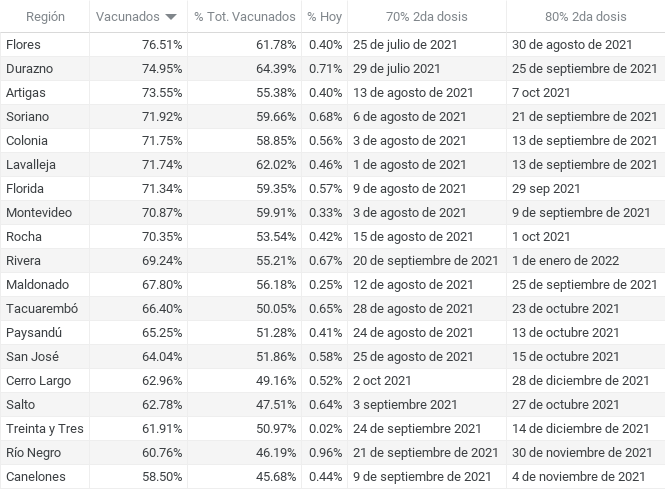 Región Vacunados % Tot. Vacunados % Hoy 70% 2da dosis 80% 2da dosis
Flores 76.51% 61.78% 0.40% 25 de julio de 2021 30 de agosto de 2021
Durazno 74.95% 64.39% 0.71% 29 de julio 2021 25 de septiembre de 2021
Artigas 73.55% 55.38% 0.40% 13 de agosto de 2021 7 oct 2021
Soriano 71.92% 59.66% 0.68% 6 de agosto de 2021 21 de septiembre de 2021
Colonia 71.75% 58.85% 0.56% 3 de agosto de 2021 13 de septiembre de 2021
Lavalleja 71.74% 62.02% 0.46% 1 de agosto de 2021 13 de septiembre de 2021
Florida 71.34% 59.35% 0.57% 9 de agosto de 2021 29 sep 2021
Montevideo 70.87% 59.91% 0.33% 3 de agosto de 2021 9 de septiembre de 2021
Rocha 70.35% 53.54% 0.42% 15 de agosto de 2021 1 oct 2021
Rivera 69.24% 55.21% 0.67% 20 de septiembre de 2021 1 de enero de 2022
Maldonado 67.80% 56.18% 0.25% 12 de agosto de 2021 25 de septiembre de 2021
Tacuarembó 66.40% 50.05% 0.65% 28 de agosto de 2021 23 de octubre 2021
Paysandú 65.25% 51.28% 0.41% 24 de agosto de 2021 13 de octubre 2021
San José 64.04% 51.86% 0.58% 25 de agosto de 2021 15 de octubre 2021
Cerro Largo 62.96% 49.16% 0.52% 2 oct 2021 28 de diciembre de 2021
Salto 62.78% 47.51% 0.64% 3 septiembre 2021 27 de octubre 2021
Treinta y Tres 61.91% 50.97% 0.02% 24 de septiembre de 2021 14 de diciembre de 2021
Río Negro 60.76% 46.19% 0.96% 21 de septiembre de 2021 30 de noviembre de 2021
Canelones 58.50% 45.68% 0.44% 9 de septiembre de 2021 4 de noviembre de 2021